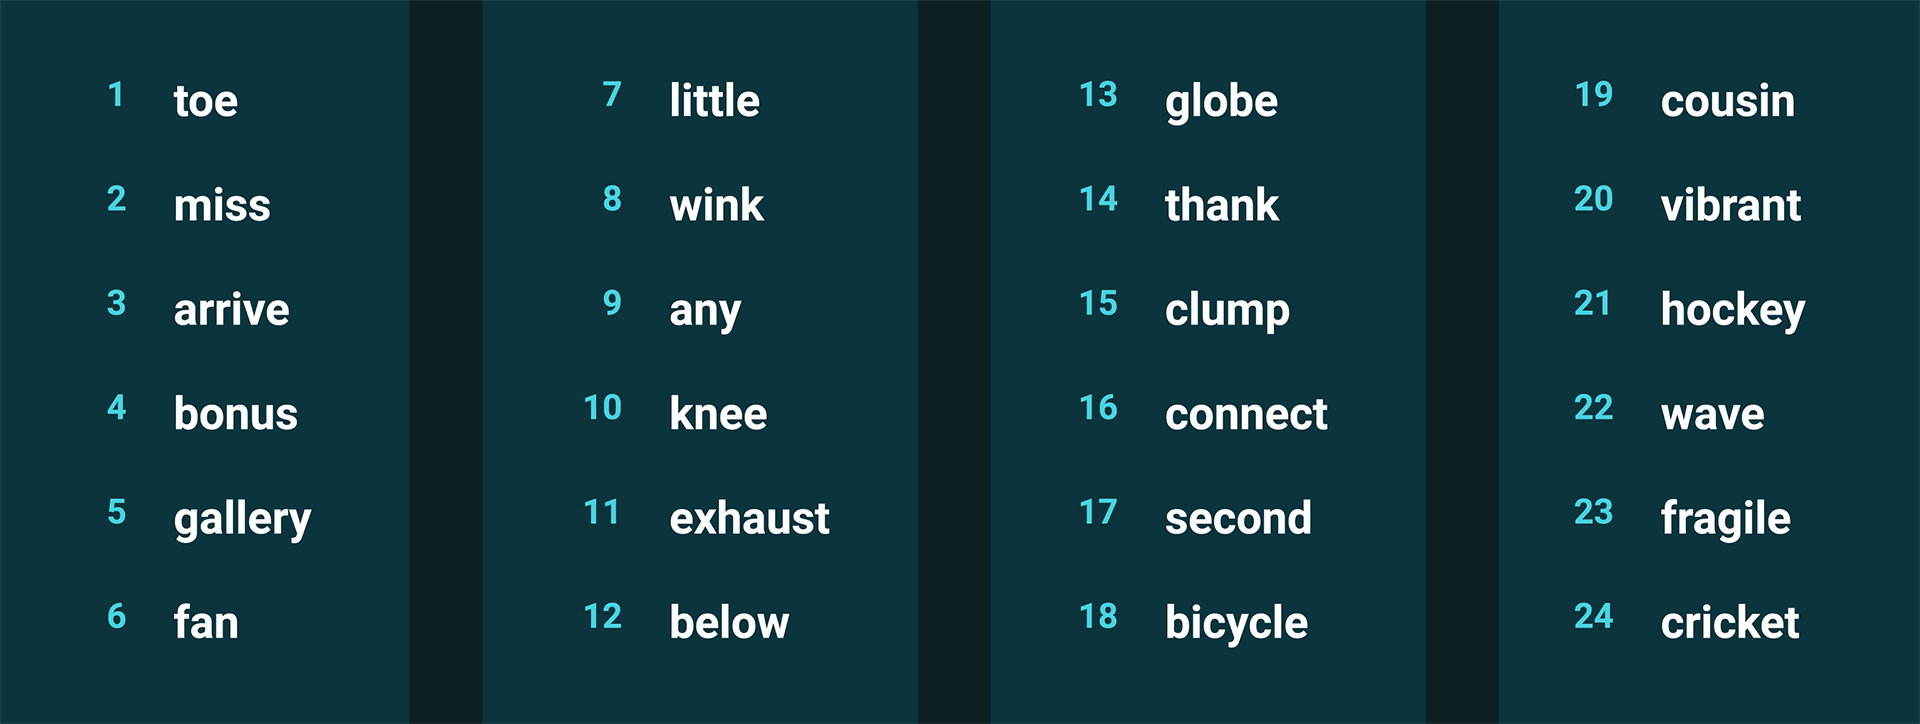 1 toe
2 miss
3 arrive
4 bonus
5 gallery
6 fan
7 little
8 wink
9 any
10 knee
11 exhaust
12 below
13 globe
14 thank
15 clump
16 connect
17 second
18 bicycle
19 cousin
20 vibrant
21 hockey
22 wave
23 fragile
24 cricket